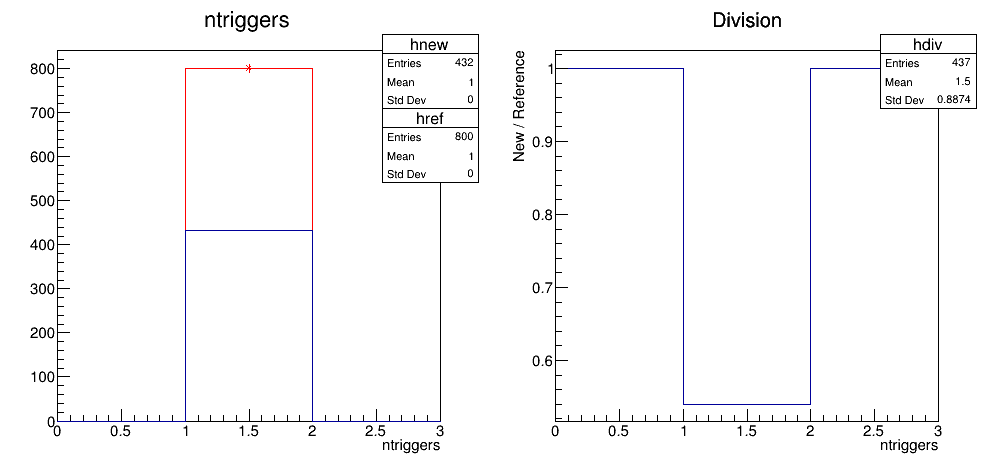 ntriggers
hnew
Entries 432
Mean 1
Std Dev 0
href
Entries 800
Mean 1
Std Dev 0
800
700
600
500
400
300
200
100
0
0 0.5 1 1.5 2 2.5 3
ntriggers
Division
hdiv
Entries 437
Mean 1.5
Std Dev 0.8874
New / Reference
1
0.9
0.8
0.7
0.6
0 0.5 1 1.5 2 2.5 3
ntriggers